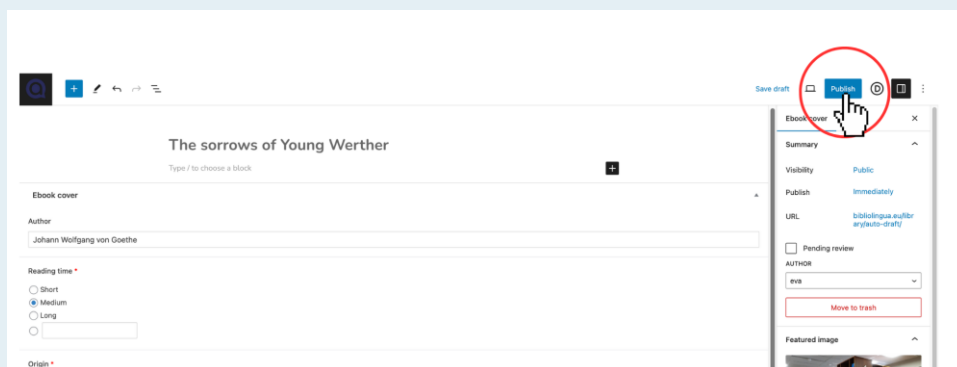 Save draft
Publish
The sorrows of Young Werther
Type / to choose a block
Ebook cover
Author
Johann Wolfgang von Goethe
Reading time *
Short
Medium
Long
Origin *
Ebook cover
Summary
Visibility Public
Publish Immediately
URL bibliolingua.eu/libr
ary/auto-draft/
Pending review
AUTHOR
eva
Move to trash
Featured image